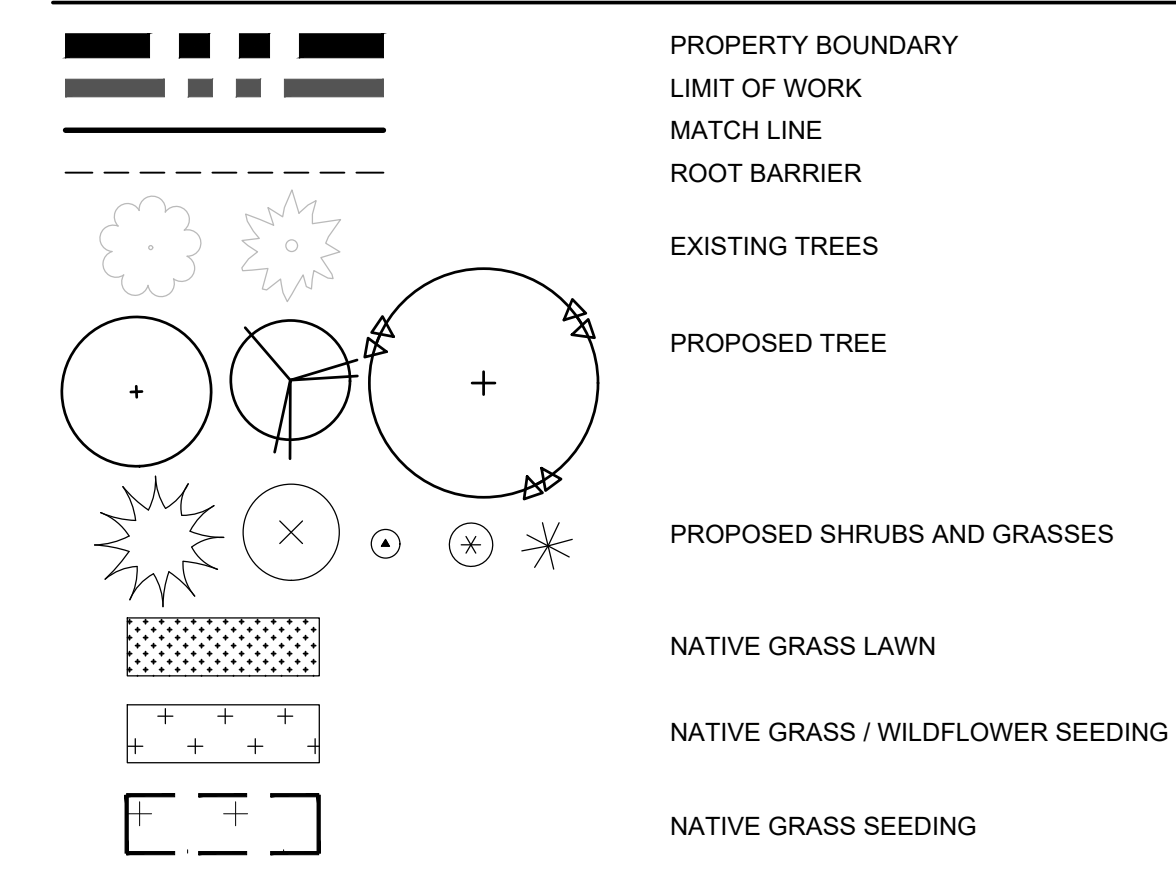 PROPERTY BOUNDARY
LIMIT OF WORK
MATCH LINE
ROOT BARRIER
EXISTING TREES
PROPOSED TREE
PROPOSED SHRUBS AND GRASSES
NATIVE GRASS LAWN
NATIVE GRASS / WILDFLOWER SEEDING
NATIVE GRASS SEEDING